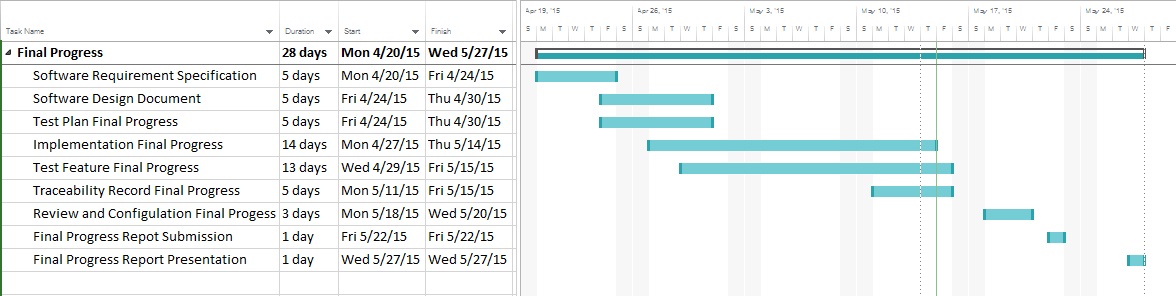 Apr 19, '15 Apr 26, '15 May 3, '15 May 10, '15 May 17, '15 May 24, '15
Task Name Duration Start Finish S M T W T F S S M T W T F S S M T W T F S S M T W T F S S M T W T F S S M T W T F
Final Progress 28 days Mon 4/20/15 Wed 5/27/15
Software Requirement Specification 5 days Mon 4/20/15 Fri 4/24/15
Software Design Document 5 days Fri 4/24/15 Thu 4/30/15
Test Plan Final Progress 5 days Fri 4/24/15 Thu 4/30/15
Implementation Final Progress 14 days Mon 4/27/15 Thu 5/14/15
Test Feature Final Progress 13 days Wed 4/29/15 Fri 5/15/15
Traceability Record Final Progress 5 days Mon 5/11/15 Fri 5/15/15
Review and Configulation Final Progess 3 days Mon 5/18/15 Wed 5/20/15
Final Progress Repot Submission 1 day Fri 5/22/15 Fri 5/22/15
Final Progress Report Presentation 1 day Wed 5/27/15 Wed 5/27/15